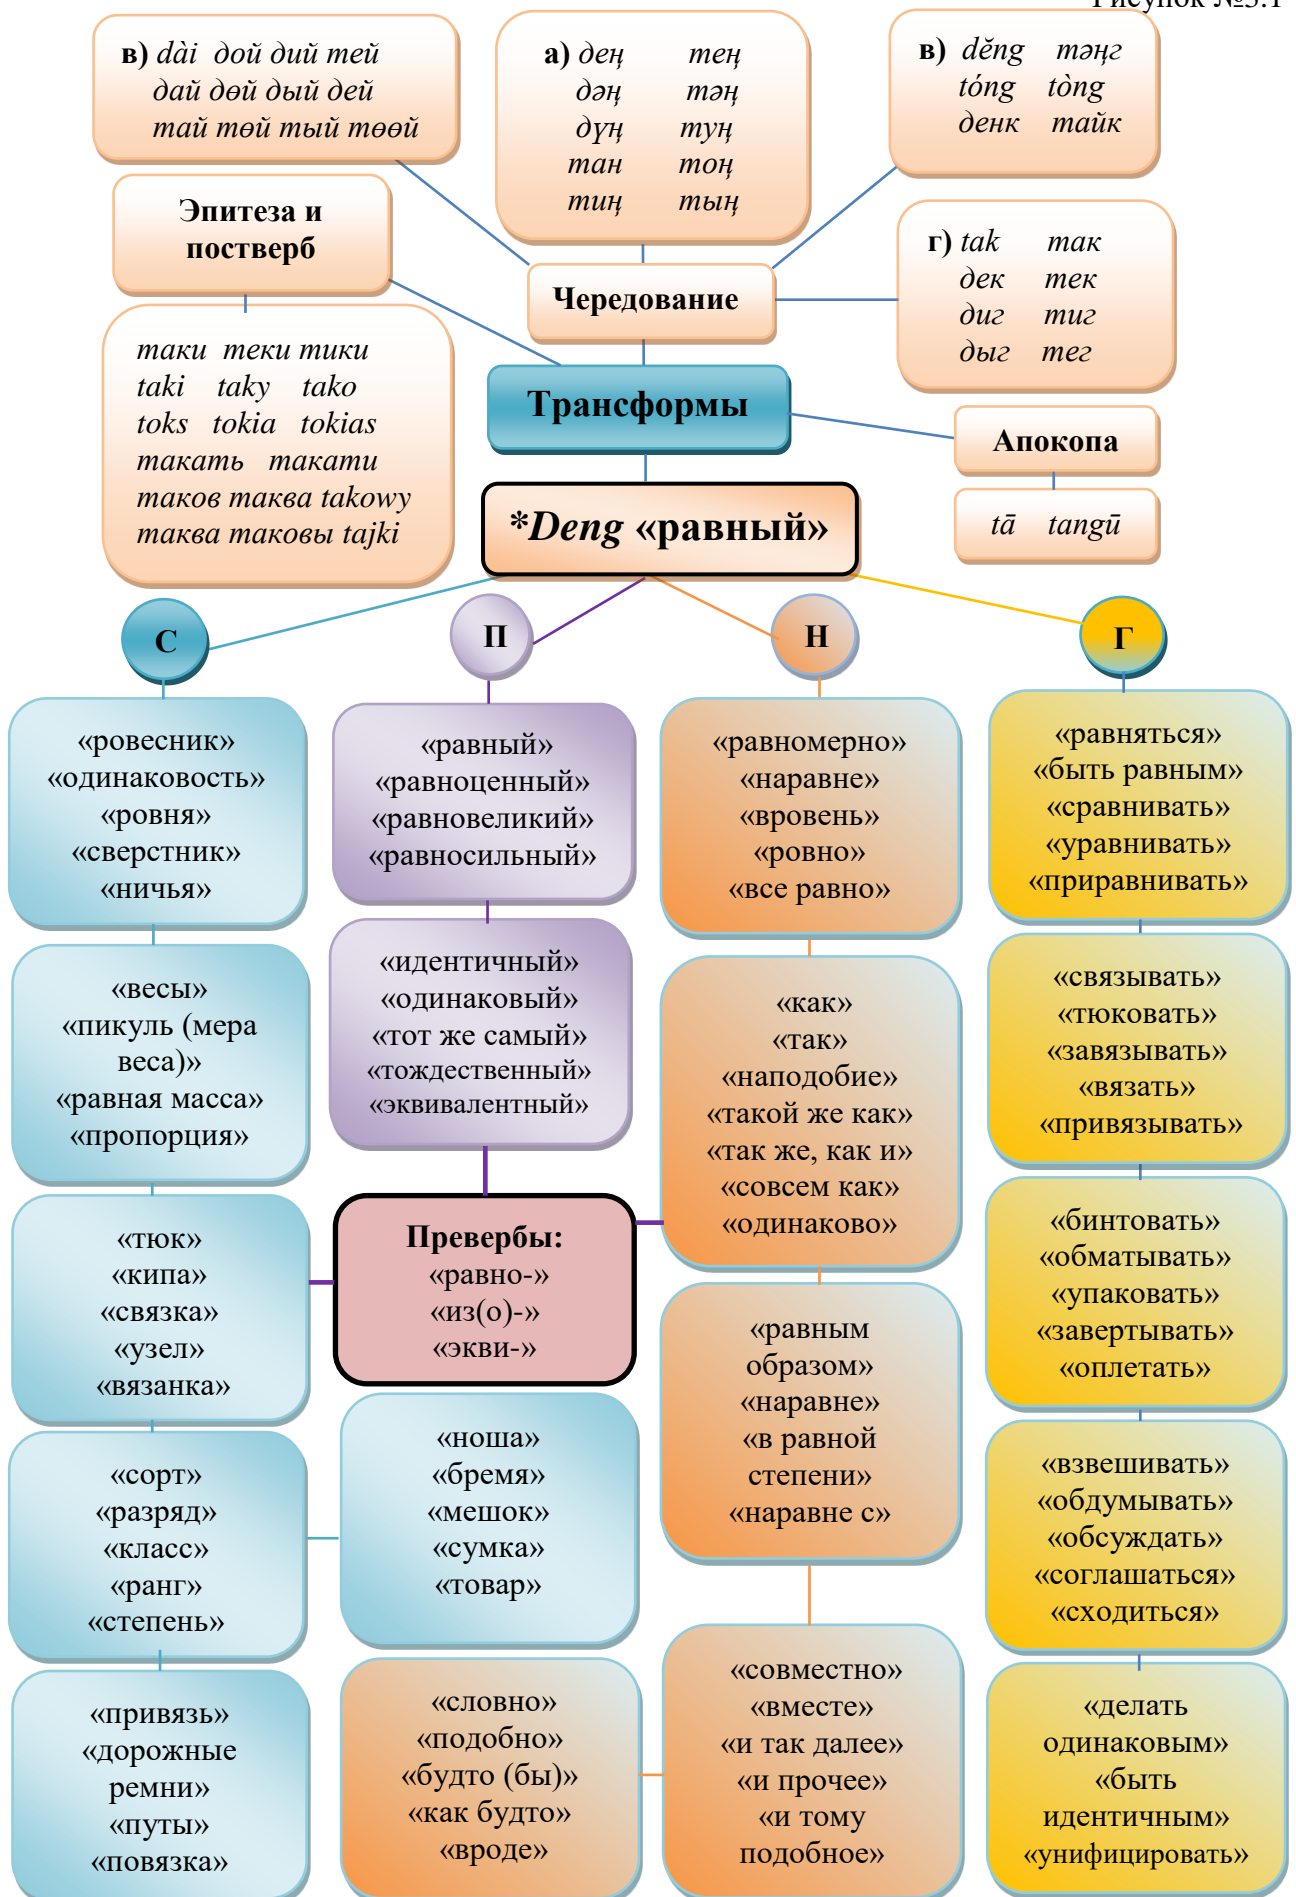 Рисунок №3.1
в) dài дой дий тей
дай дөй дый дей
тай төй тый төөй
а) дең тең
дәң тәң
дүң туң
тан тоң
тиң тың
в) děng тәңг
tóng tòng
денк тайк
Эпитеза и
постверб
Чередование
г) tak так
дек тек
диг тиг
дыг тег
таки теки тики
taki taky tako
toks tokia tokias
такать такати
таков таква takowy
таква таковы tajki
Трансформы
Апокопа
tā tangū
*Deng «равный»
С
П
Н
Г
«ровесник»
«одинаковость»
«ровня»
«сверстник»
«ничья»
«весы»
«пикуль (мера
веса)»
«равная масса»
«пропорция»
«тюк»
«кипа»
«связка»
«узел»
«вязанка»
«сорт»
«разряд»
«класс»
«ранг»
«степень»
«привязь»
«дорожные
ремни»
«путы»
«повязка»
«равный»
«равноценный»
«равновеликий»
«равносильный»
«идентичный»
«одинаковый»
«тот же самый»
«тождественный»
«эквивалентный»
Превербы:
«равно-»
«из(о)-»
«экви-»
«ноша»
«бремя»
«мешок»
«сумка»
«товар»
«словно»
«подобно»
«будто (бы)»
«как будто»
«вроде»
«равномерно»
«наравне»
«вровень»
«ровно»
«все равно»
«как»
«так»
«наподобие»
«такой же как»
«так же, как и»
«совсем как»
«одинаково»
«равным
образом»
«наравне»
«в равной
степени»
«наравне с»
«совместно»
«вместе»
«и так далее»
«и прочее»
«и тому
подобное»
«равняться»
«быть равным»
«сравнивать»
«уравнивать»
«приравнивать»
«связывать»
«тюковать»
«завязывать»
«вязать»
«привязывать»
«бинтовать»
«обматывать»
«упаковать»
«завертывать»
«оплетать»
«взвешивать»
«обдумывать»
«обсуждать»
«соглашаться»
«сходиться»
«делать
одинаковым»
«быть
идентичным»
«унифицировать»